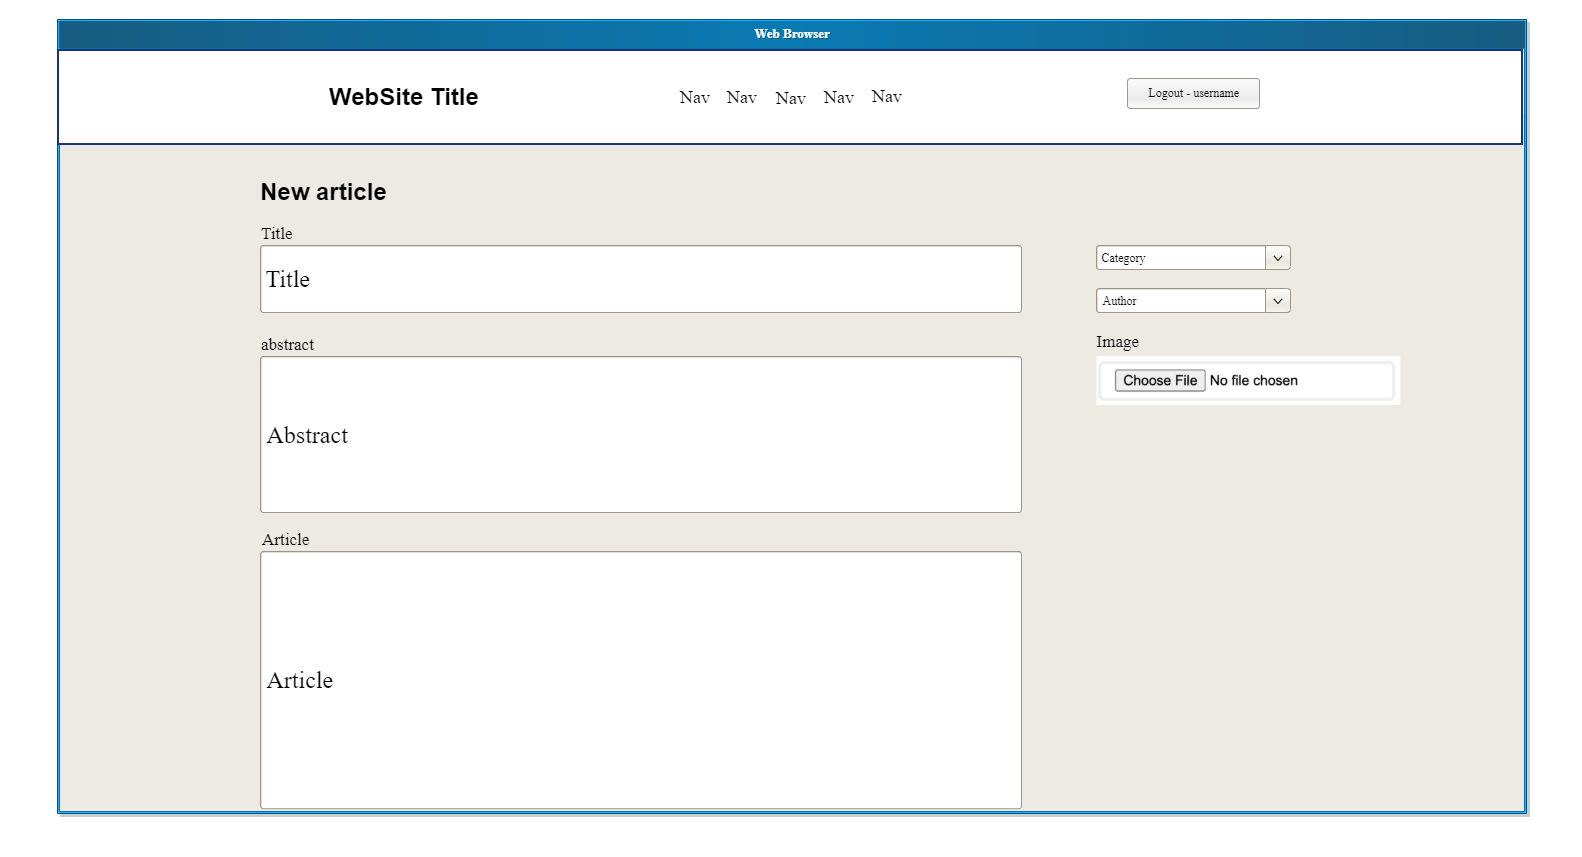 Web Browser
WebSite Title
Nav Nav Nav Nav Nav
Logout - username
New article
Title
Title
abstract
Abstract
Article
Article
Category
Author
Image
Choose File No file chosen